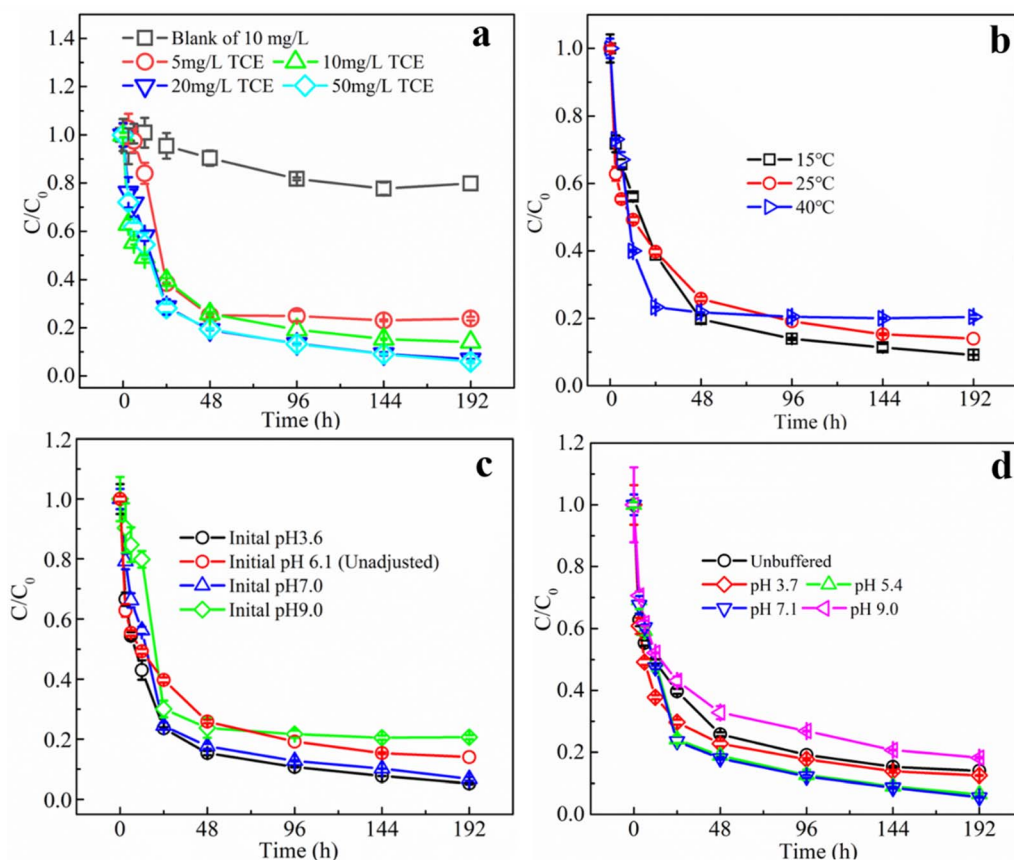 a
Blank of 10 mg/L
5mg/L TCE 10mg/L TCE
20mg/L TCE 50mg/L TCE
1.4
1.2
1.0
0.8
0.6
0.4
0.2
0.0
C/C0
0 48 96 144 192
Time (h)
b
15℃
25℃
40℃
1.0
0.8
0.6
0.4
0.2
0.0
C/C0
0 48 96 144 192
Time (h)
c
Inital pH3.6
Initial pH 6.1 (Unadjusted)
Inital pH7.0
Inital pH9.0
1.2
1.0
0.8
0.6
0.4
0.2
0.0
C/C0
0 48 96 144 192
Time (h)
d
Unbuffered
pH 3.7 pH 5.4
pH 7.1 pH 9.0
1.2
1.0
0.8
0.6
0.4
0.2
0.0
C/C0
0 48 96 144 192
Time (h)